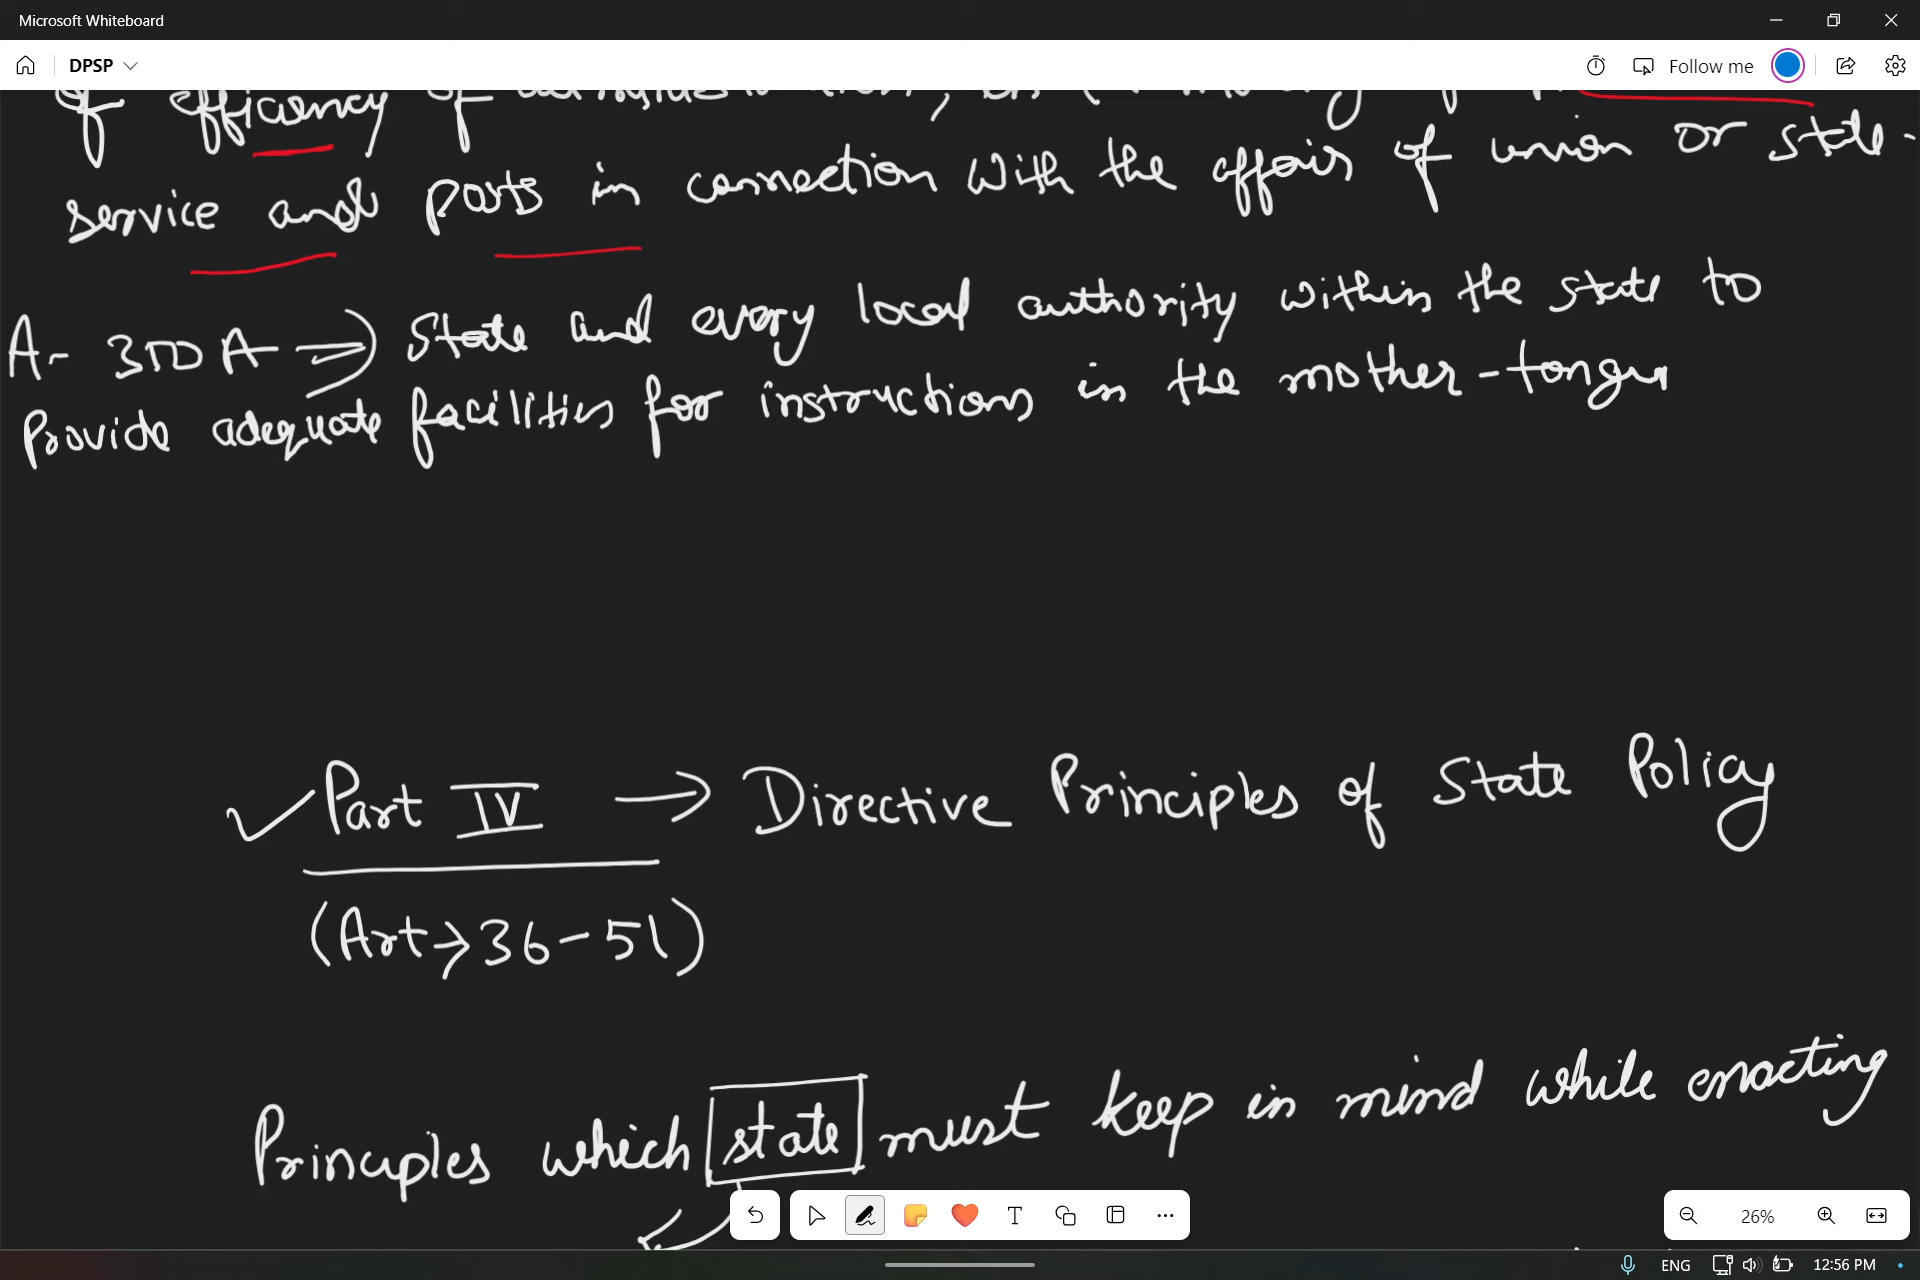 Microsoft Whiteboard
DPSP
Follow me
of efficiency of
service and posts in connection with the affairs of union or state.
A- 350 A → State and every local authority within the state to
Provide adequate facilities for instructions in the mother-tongue
Part IV → Directive Principles of State Policy
(Art → 36-51)
Principles which state must keep in mind while enacting
26%
ENG
12:56 PM